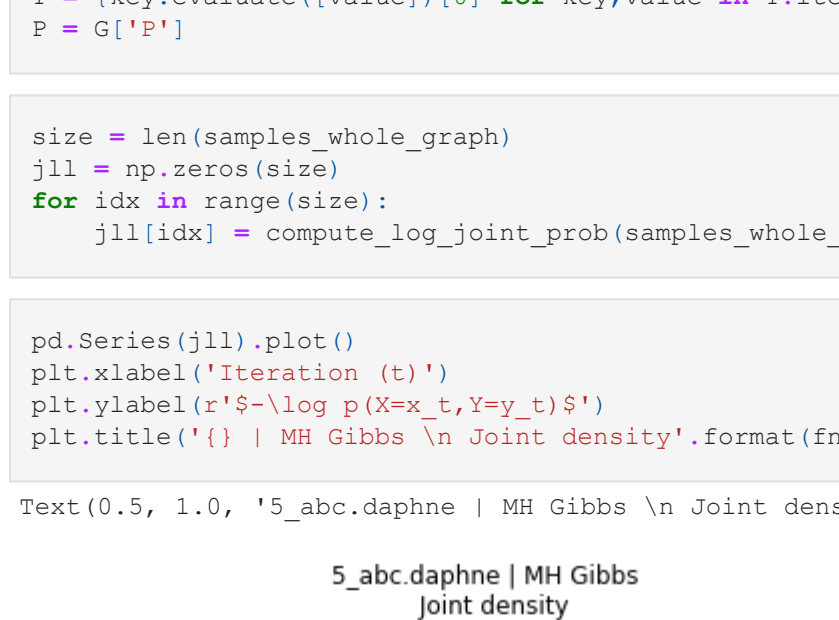 P = G['P']
size = len(samples_whole_graph)
jll = np.zeros(size)
for idx in range(size):
    jll[idx] = compute_log_joint_prob(samples_whole_
pd.Series(jll).plot()
plt.xlabel('Iteration (t)')
plt.ylabel(r'$-\log p(X=x_t,Y=y_t)$')
plt.title('{} | MH Gibbs \n Joint density'.format(fn
Text(0.5, 1.0, '5_abc.daphne | MH Gibbs \n Joint dens
5_abc.daphne | MH Gibbs
Joint density